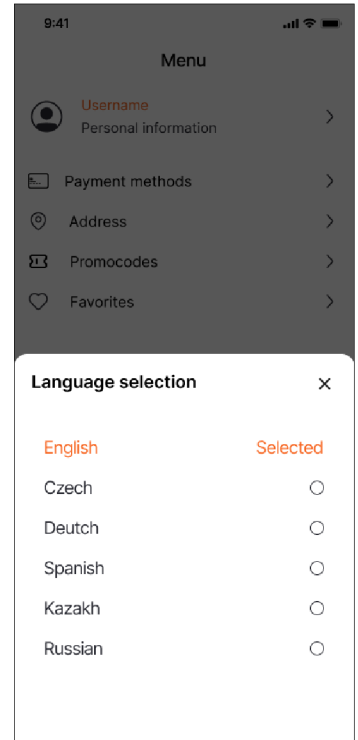 9:41
Menu
Username
Personal information
Payment methods
Address
Promocodes
Favorites
Language selection
English Selected
Czech
Deutch
Spanish
Kazakh
Russian